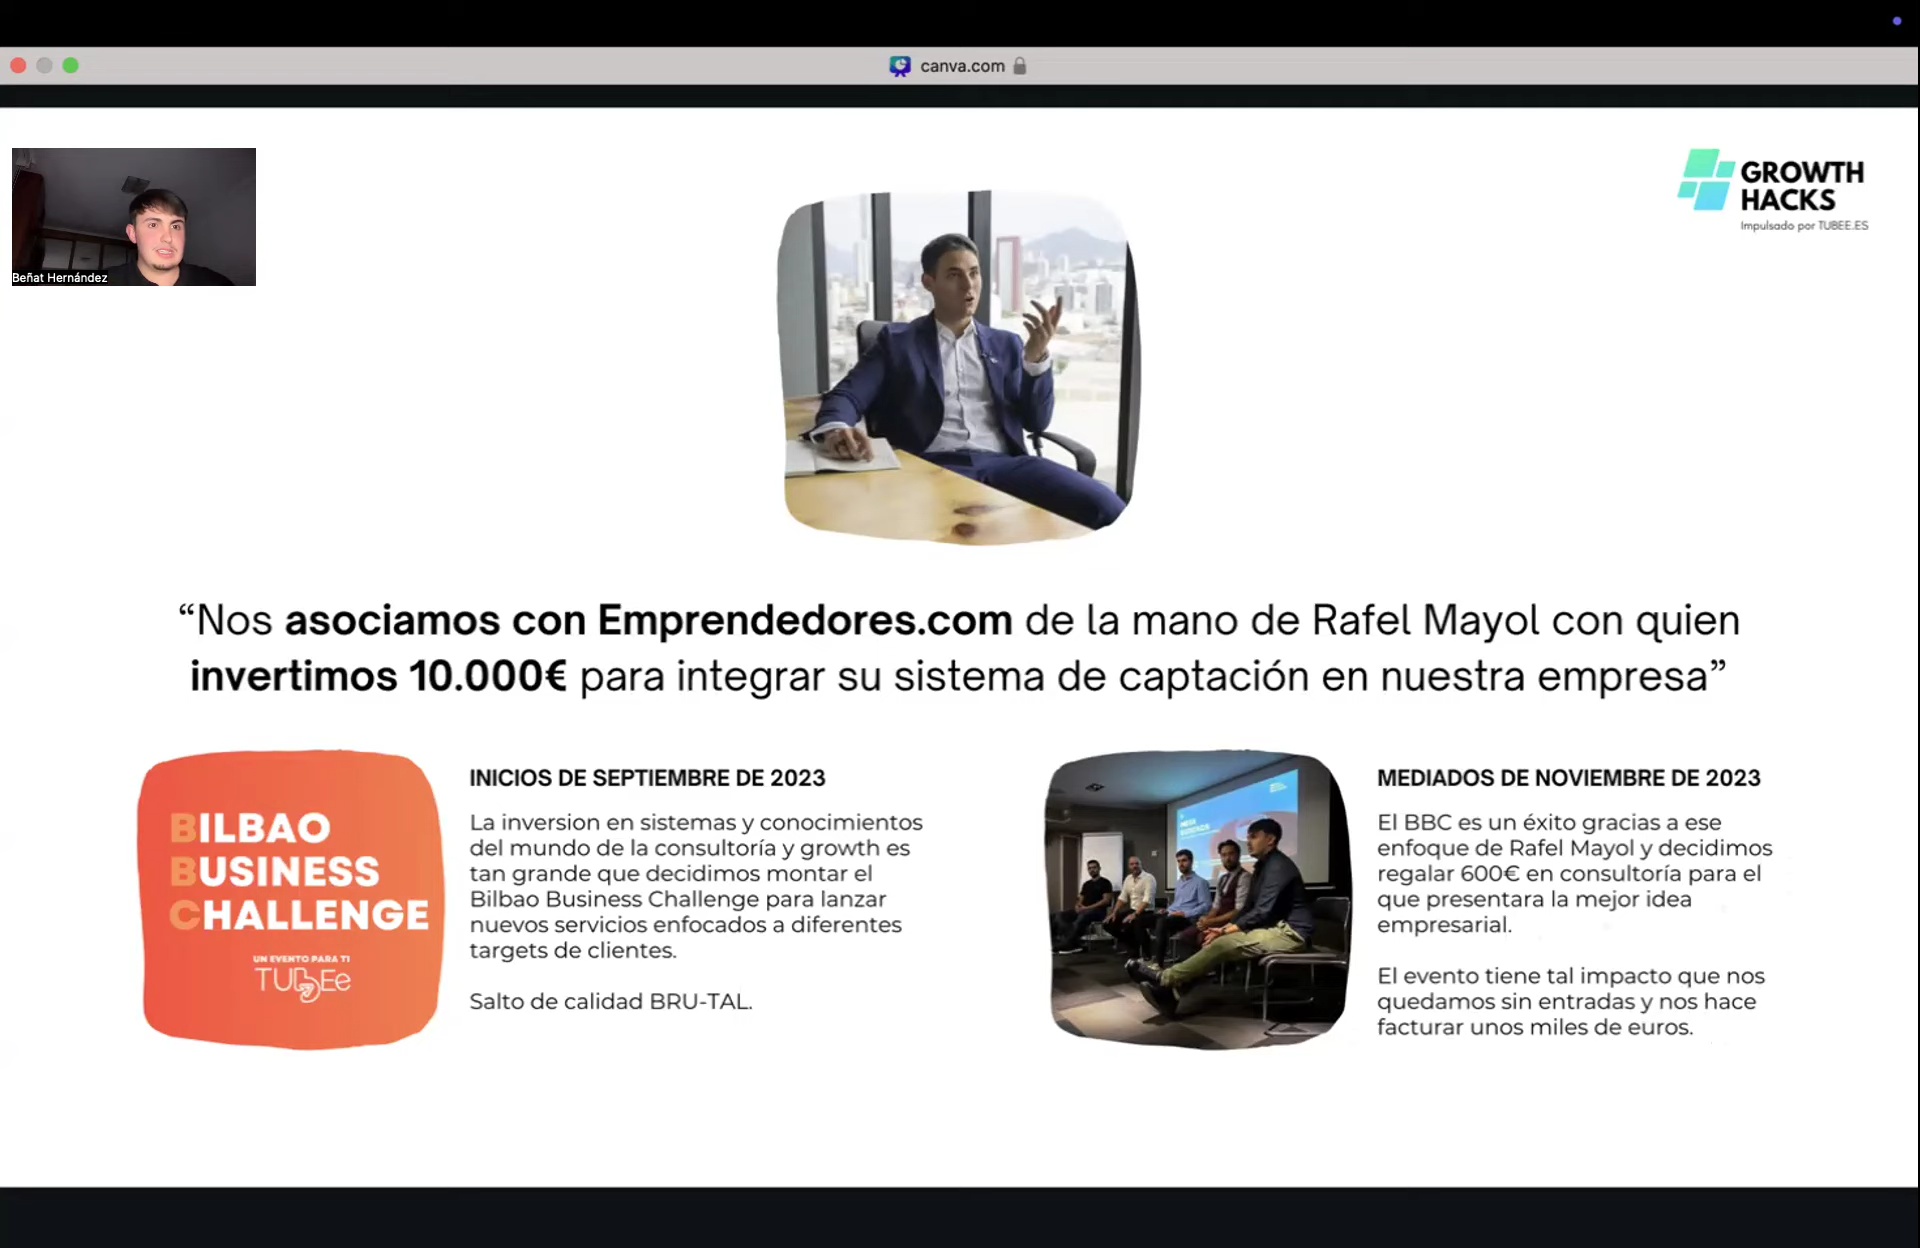 canva.com
Beñat Hernández
GROWTH
HACKS
Impulsado por TUBEE.ES
“Nos asociamos con Emprendedores.com de la mano de Rafel Mayol con quien
invertimos 10.000€ para integrar su sistema de captación en nuestra empresa”
BILBAO
BUSINESS
CHALLENGE
UN EVENTO PARA TI
TUBEe
INICIOS DE SEPTIEMBRE DE 2023
La inversion en sistemas y conocimientos
del mundo de la consultoría y growth es
tan grande que decidimos montar el
Bilbao Business Challenge para lanzar
nuevos servicios enfocados a diferentes
targets de clientes.
Salto de calidad BRU-TAL.
MEDIADOS DE NOVIEMBRE DE 2023
El BBC es un éxito gracias a ese
enfoque de Rafel Mayol y decidimos
regalar 600€ en consultoría para el
que presentara la mejor idea
empresarial.
El evento tiene tal impacto que nos
quedamos sin entradas y nos hace
facturar unos miles de euros.